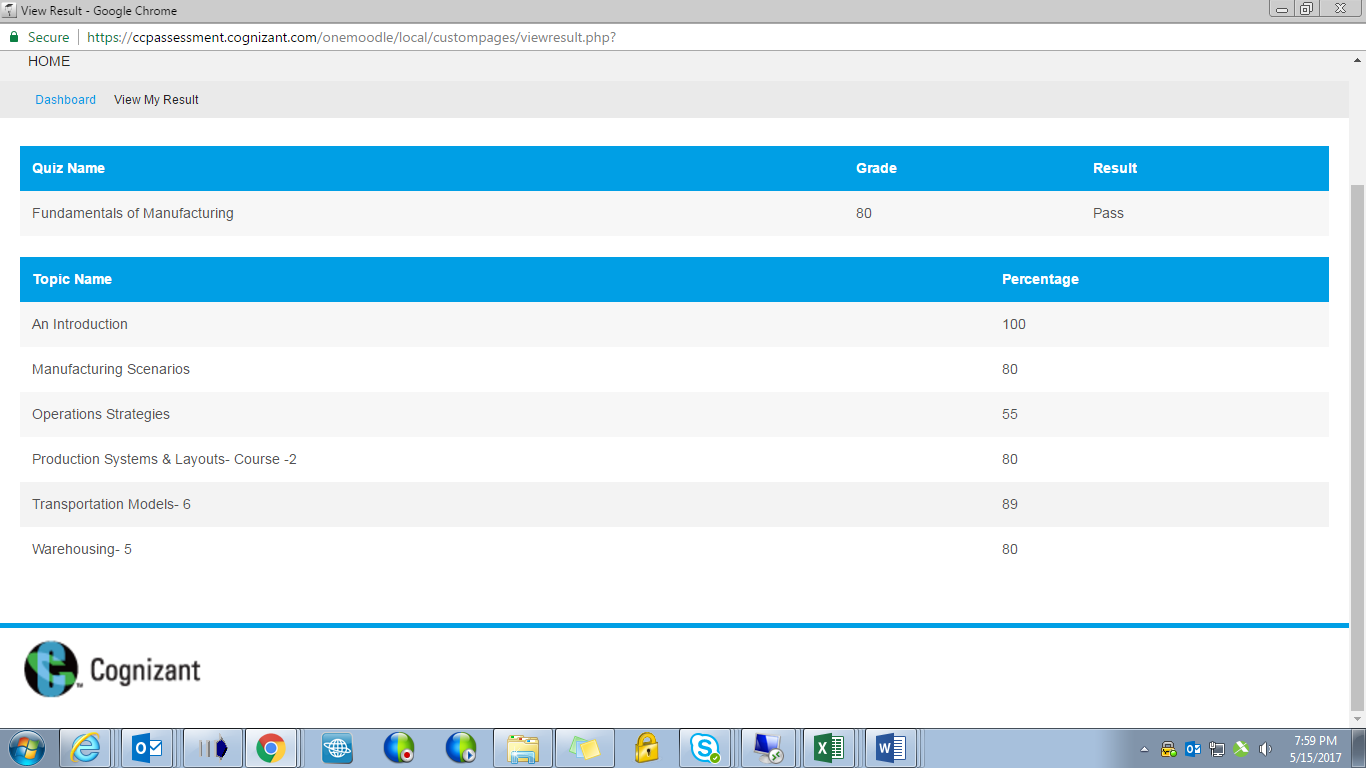 View Result - Google Chrome
Secure https://ccpassessment.cognizant.com/onemoodle/local/custompages/viewresult.php?
HOME
Dashboard View My Result
Quiz Name Grade Result
Fundamentals of Manufacturing 80 Pass
Topic Name Percentage
An Introduction 100
Manufacturing Scenarios 80
Operations Strategies 55
Production Systems & Layouts- Course -2 80
Transportation Models- 6 89
Warehousing- 5 80
Cognizant
7:59 PM
5/15/2017